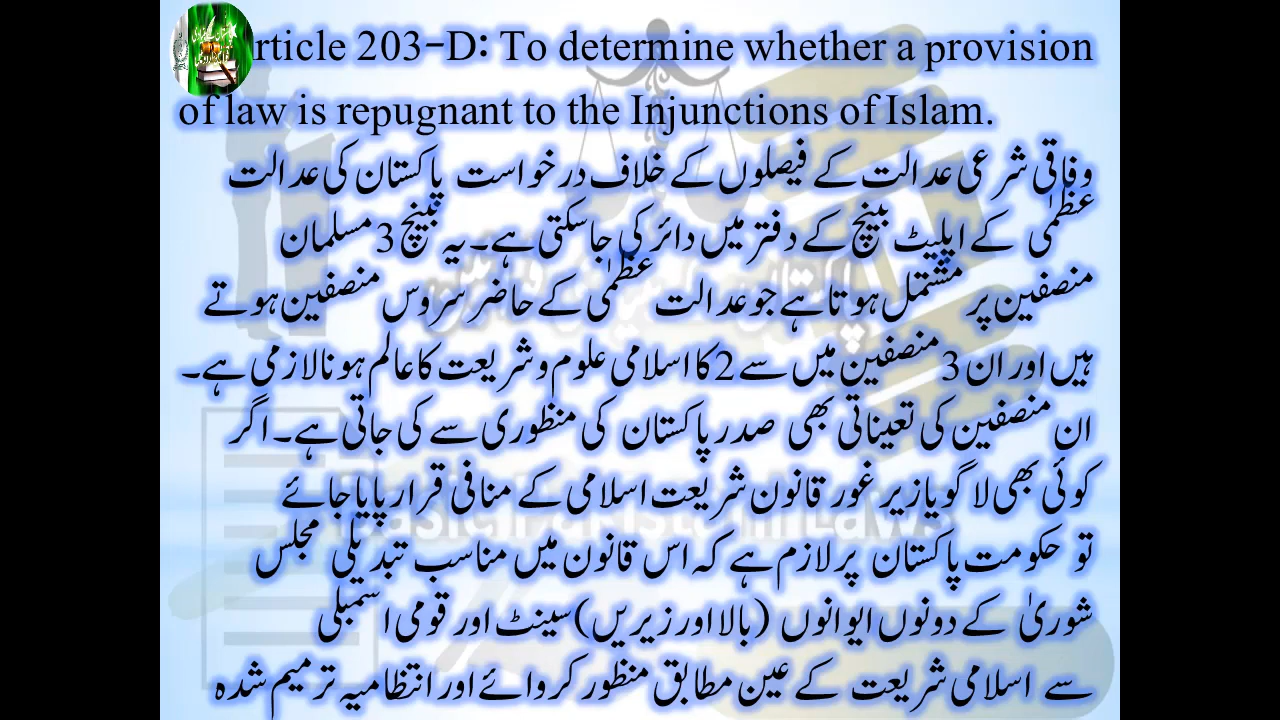 rticle 203-D: To determine whether a provision
of law is repugnant to the Injunctions of Islam.
وفاقی شرعی عدالت کے فیصلوں کے خلاف درخواست پاکستان کی عدالت
عظمٰی کے اپلیٹ بینچ کے دفتر میں دائر کی جاسکتی ہے۔ یہ بینچ 3 مسلمان
منصفین پر مشتمل ہوتا ہے جو عدالت عظمٰی کے حاضر سروس منصفین ہوتے
ہیں اور ان 3 منصفین میں سے 2 کا اسلامی علوم و شریعت کا عالم ہونا لازمی ہے۔
ان منصفین کی تعیناتی بھی صدر پاکستان کی منظوری سے کی جاتی ہے۔ اگر
کوئی بھی لاگو یا زیر غور قانون شریعت اسلامی کے منافی قرار پایا جائے
تو حکومت پاکستان پر لازم ہے کہ اس قانون میں مناسب تبدیلی مجلس
شوریٰ کے دونوں ایوانوں (بالا اور زیریں) سینٹ اور قومی اسمبلی
سے اسلامی شریعت کے عین مطابق منظور کروائے اور انتظامیہ ترمیم شدہ